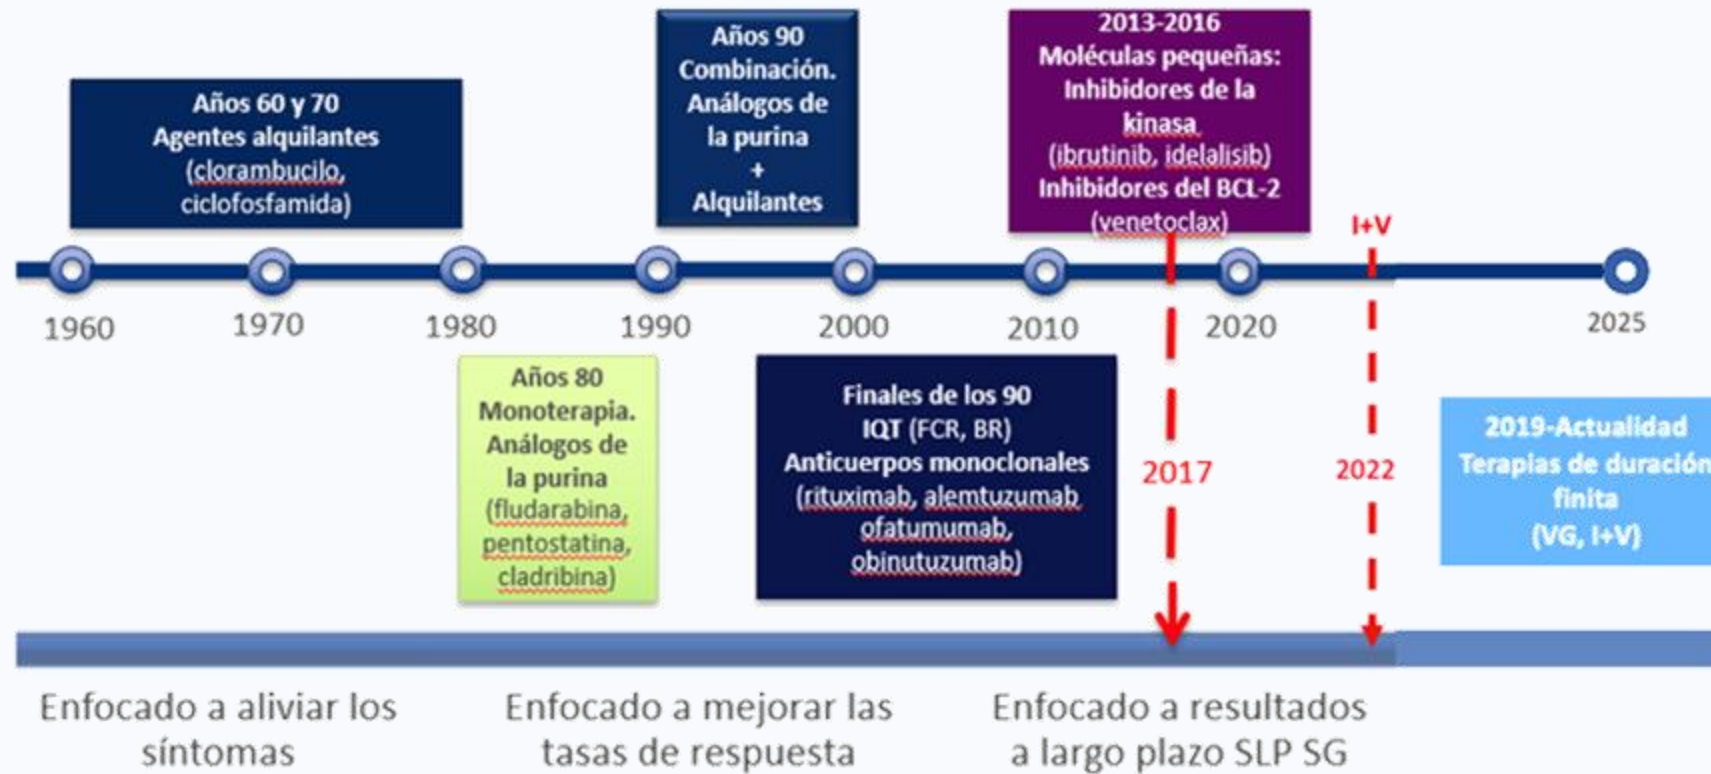 Años 60 y 70
Agentes alquilantes
(clorambucilo,
ciclofosfamida)
Años 90
Combinación.
Análogos de
la purina
+
Alquilantes
2013-2016
Moléculas pequeñas:
Inhibidores de la
kinasa
(ibrutinib, idelalisib)
Inhibidores del BCL-2
(venetoclax)
I+V
1960
1970
1980
1990
2000
2010
2020
2025
Años 80
Monoterapia.
Análogos de
la purina
(fludarabina,
pentostatina,
cladribina)
Finales de los 90
IQT (FCR, BR)
Anticuerpos monoclonales
(rituximab, alemtuzumab
ofatumumab,
obinutuzumab)
2017
2022
2019-Actualidad
Terapias de duración
finita
(VG, I+V)
Enfocado a aliviar los
síntomas
Enfocado a mejorar las
tasas de respuesta
Enfocado a resultados
a largo plazo SLP SG